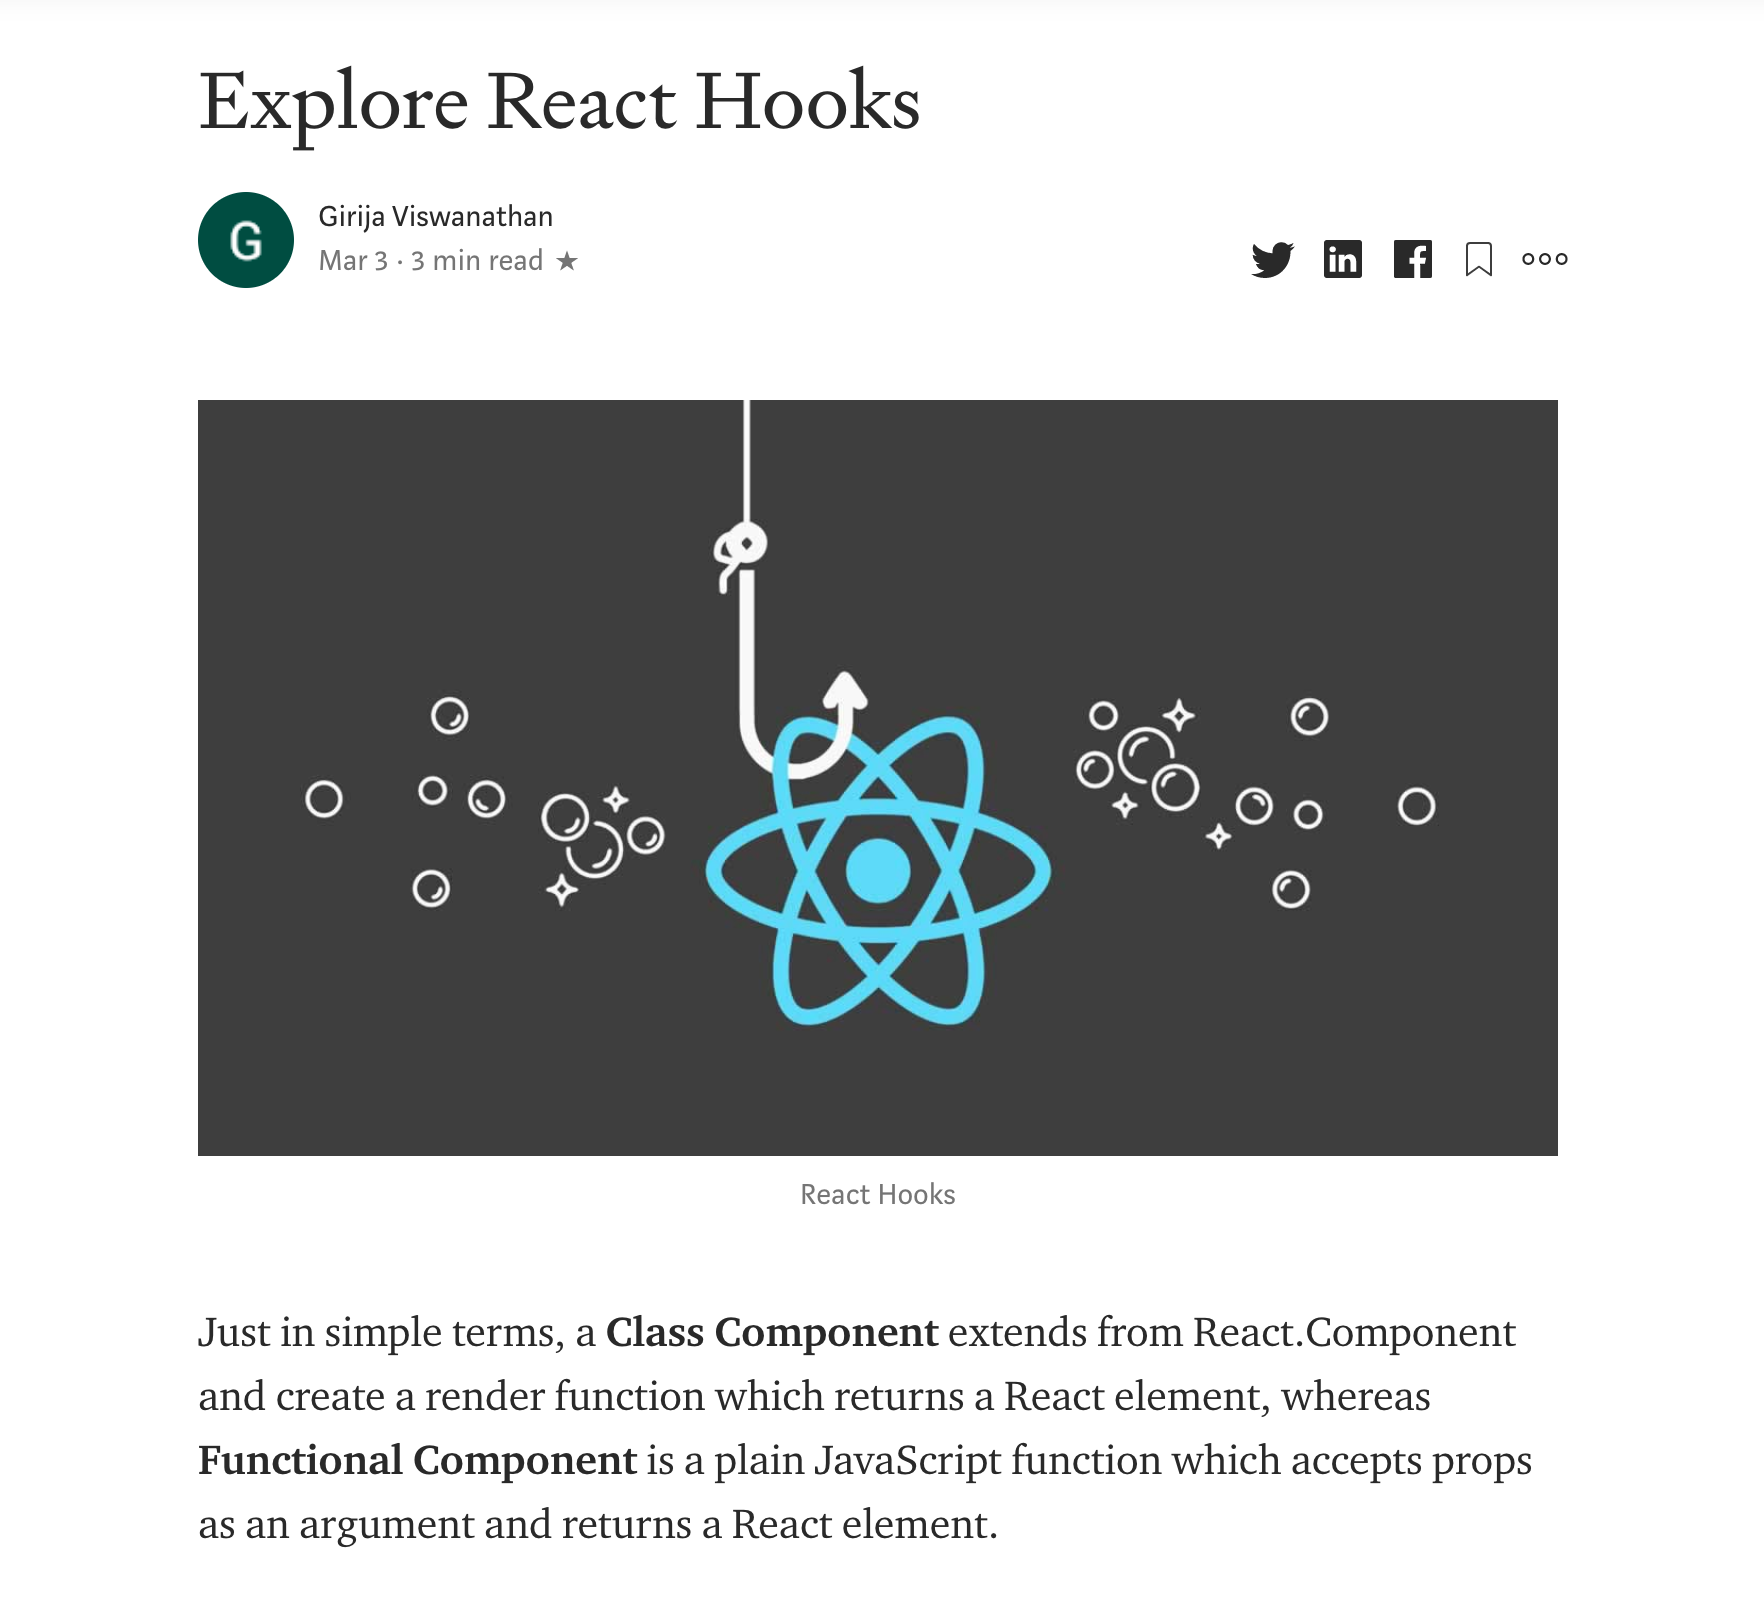 Explore React Hooks
G
Girija Viswanathan
Mar 3 · 3 min read ★
in
f
React Hooks
Just in simple terms, a Class Component extends from React.Component
and create a render function which returns a React element, whereas
Functional Component is a plain JavaScript function which accepts props
as an argument and returns a React element.